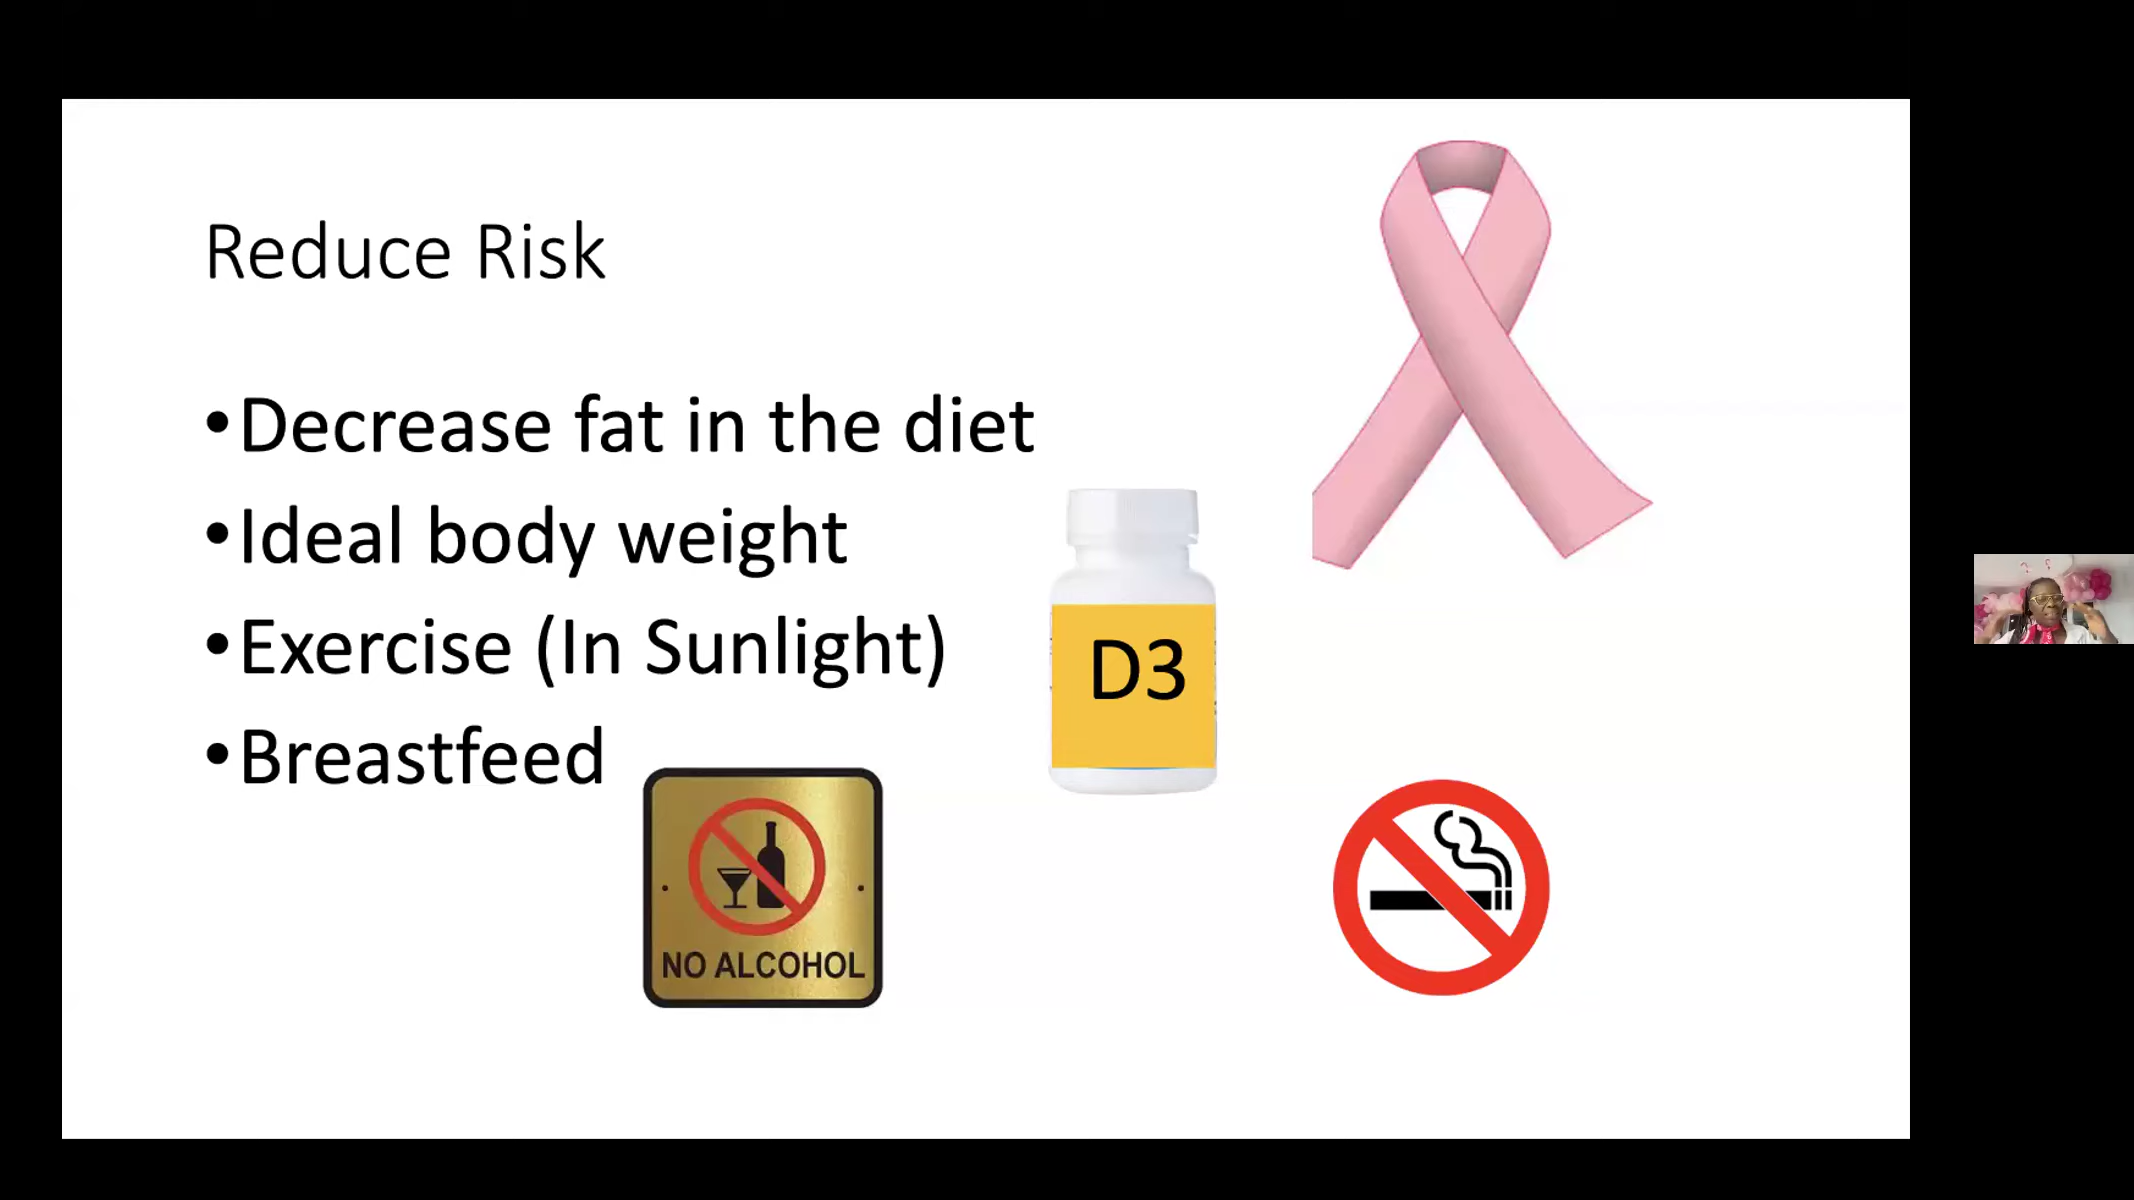 Reduce Risk
•Decrease fat in the diet
•Ideal body weight
•Exercise (In Sunlight)
•Breastfeed
D3
NO ALCOHOL